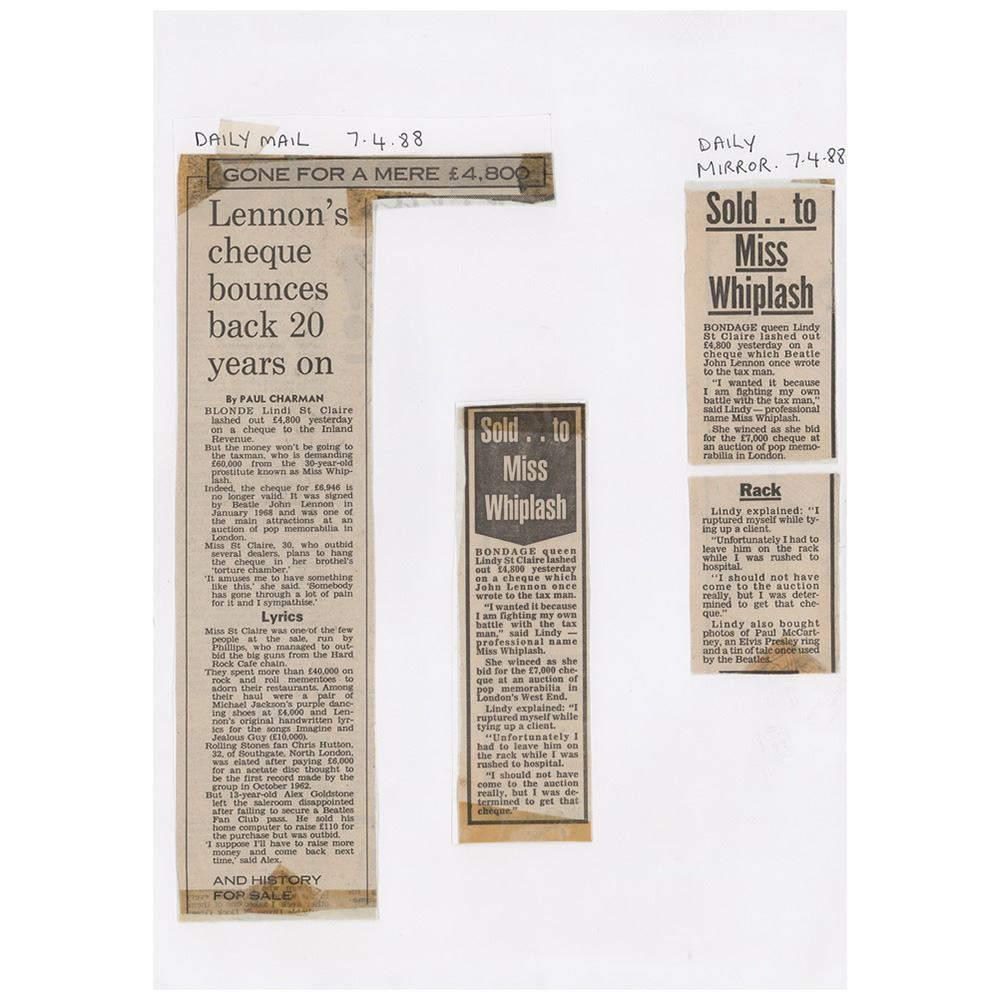 DAILY MAIL 7.4.88
GONE FOR A MERE £4,800
Lennon's
cheque
bounces
back 20
years on
By PAUL CHARMAN
BLONDE Lindi St Claire
lashed out £4,800 yesterday
on a cheque to the Inland
Revenue.
But the money won't be going to
the taxman, who is demanding
£60,000 from the 30-year-old
prostitute known as Miss Whip-
lash.
Indeed, the cheque for £6,946 is
no longer valid. It was signed
by Beatle John Lennon in
January 1968 and was one of
the main attractions at an
auction of pop memorabilia in
London.
Miss St Claire, 30, who outbid
several dealers, plans to hang
the cheque in her brothel's
'torture chamber.'
'It amuses me to have something
like this,' she said. 'Somebody
has gone through a lot of pain
for it and I sympathise.'
Lyrics
Miss St Claire was one of the few
people at the sale, run by
Phillips, who managed to out-
bid the big guns from the Hard
Rock Cafe chain.
They spent more than £40,000 on
rock and roll mementoes to
adorn their restaurants. Among
their haul were a pair of
Michael Jackson's purple danc-
ing shoes at £4,000 and Len-
non's original handwritten lyr-
ics for the songs Imagine and
Jealous Guy (£10,000).
Rolling Stones fan Chris Hutton,
32, of Southgate, North London,
was elated after paying £6,000
for an acetate disc thought to
be the first record made by the
group in October 1962.
But 13-year-old Alex Goldstone
left the saleroom disappointed
after failing to secure a Beatles
Fan Club pass. He sold his
home computer to raise £110 for
the purchase but was outbid.
'I suppose I'll have to raise more
money and come back next
time,' said Alex.
AND HISTORY
FOR SALE
Sold . . to
Miss
Whiplash
BONDAGE queen
Lindy St Claire lashed
out £4,800 yesterday
on a cheque which
John Lennon once
wrote to the tax man.
"I wanted it because
I am fighting my own
battle with the tax
man," said Lindy —
professional name
Miss Whiplash.
She winced as she
bid for the £7,000 che-
que at an auction of
pop memorabilia in
London's West End.
Lindy explained: "I
ruptured myself while
tying up a client.
"Unfortunately I
had to leave him on
the rack while I was
rushed to hospital.
"I should not have
come to the auction
really, but I was de-
termined to get that
cheque."
DAILY
MIRROR. 7.4.88
Sold . . to
Miss
Whiplash
BONDAGE queen Lindy
St Claire lashed out
£4,800 yesterday on a
cheque which Beatle
John Lennon once wrote
to the tax man.
"I wanted it because
I am fighting my own
battle with the tax man,"
said Lindy — professional
name Miss Whiplash.
She winced as she bid
for the £7,000 cheque at
an auction of pop memo-
rabilia in London.
Rack
Lindy explained: "I
ruptured myself while ty-
ing up a client.
"Unfortunately I had to
leave him on the rack
while I was rushed to
hospital.
"I should not have
come to the auction
really, but I was deter-
mined to get that che-
que."
Lindy also bought
photos of Paul McCart-
ney, an Elvis Presley ring
and a tin of talc once used
by the Beatles.